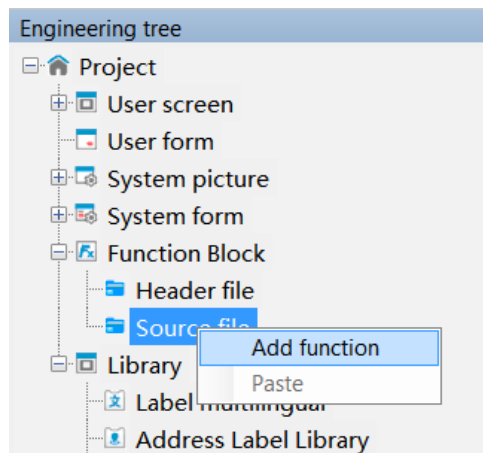 Engineering tree
Project
User screen
User form
System picture
System form
Function Block
Header file
Source file
Add function
Library
Paste
Label multilingual
Address Label Library